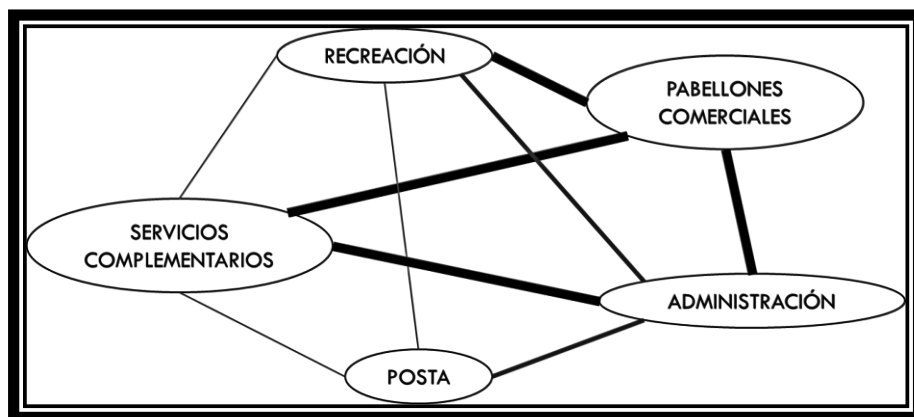 RECREACIÓN
PABELLONES
COMERCIALES
SERVICIOS
COMPLEMENTARIOS
ADMINISTRACIÓN
POSTA